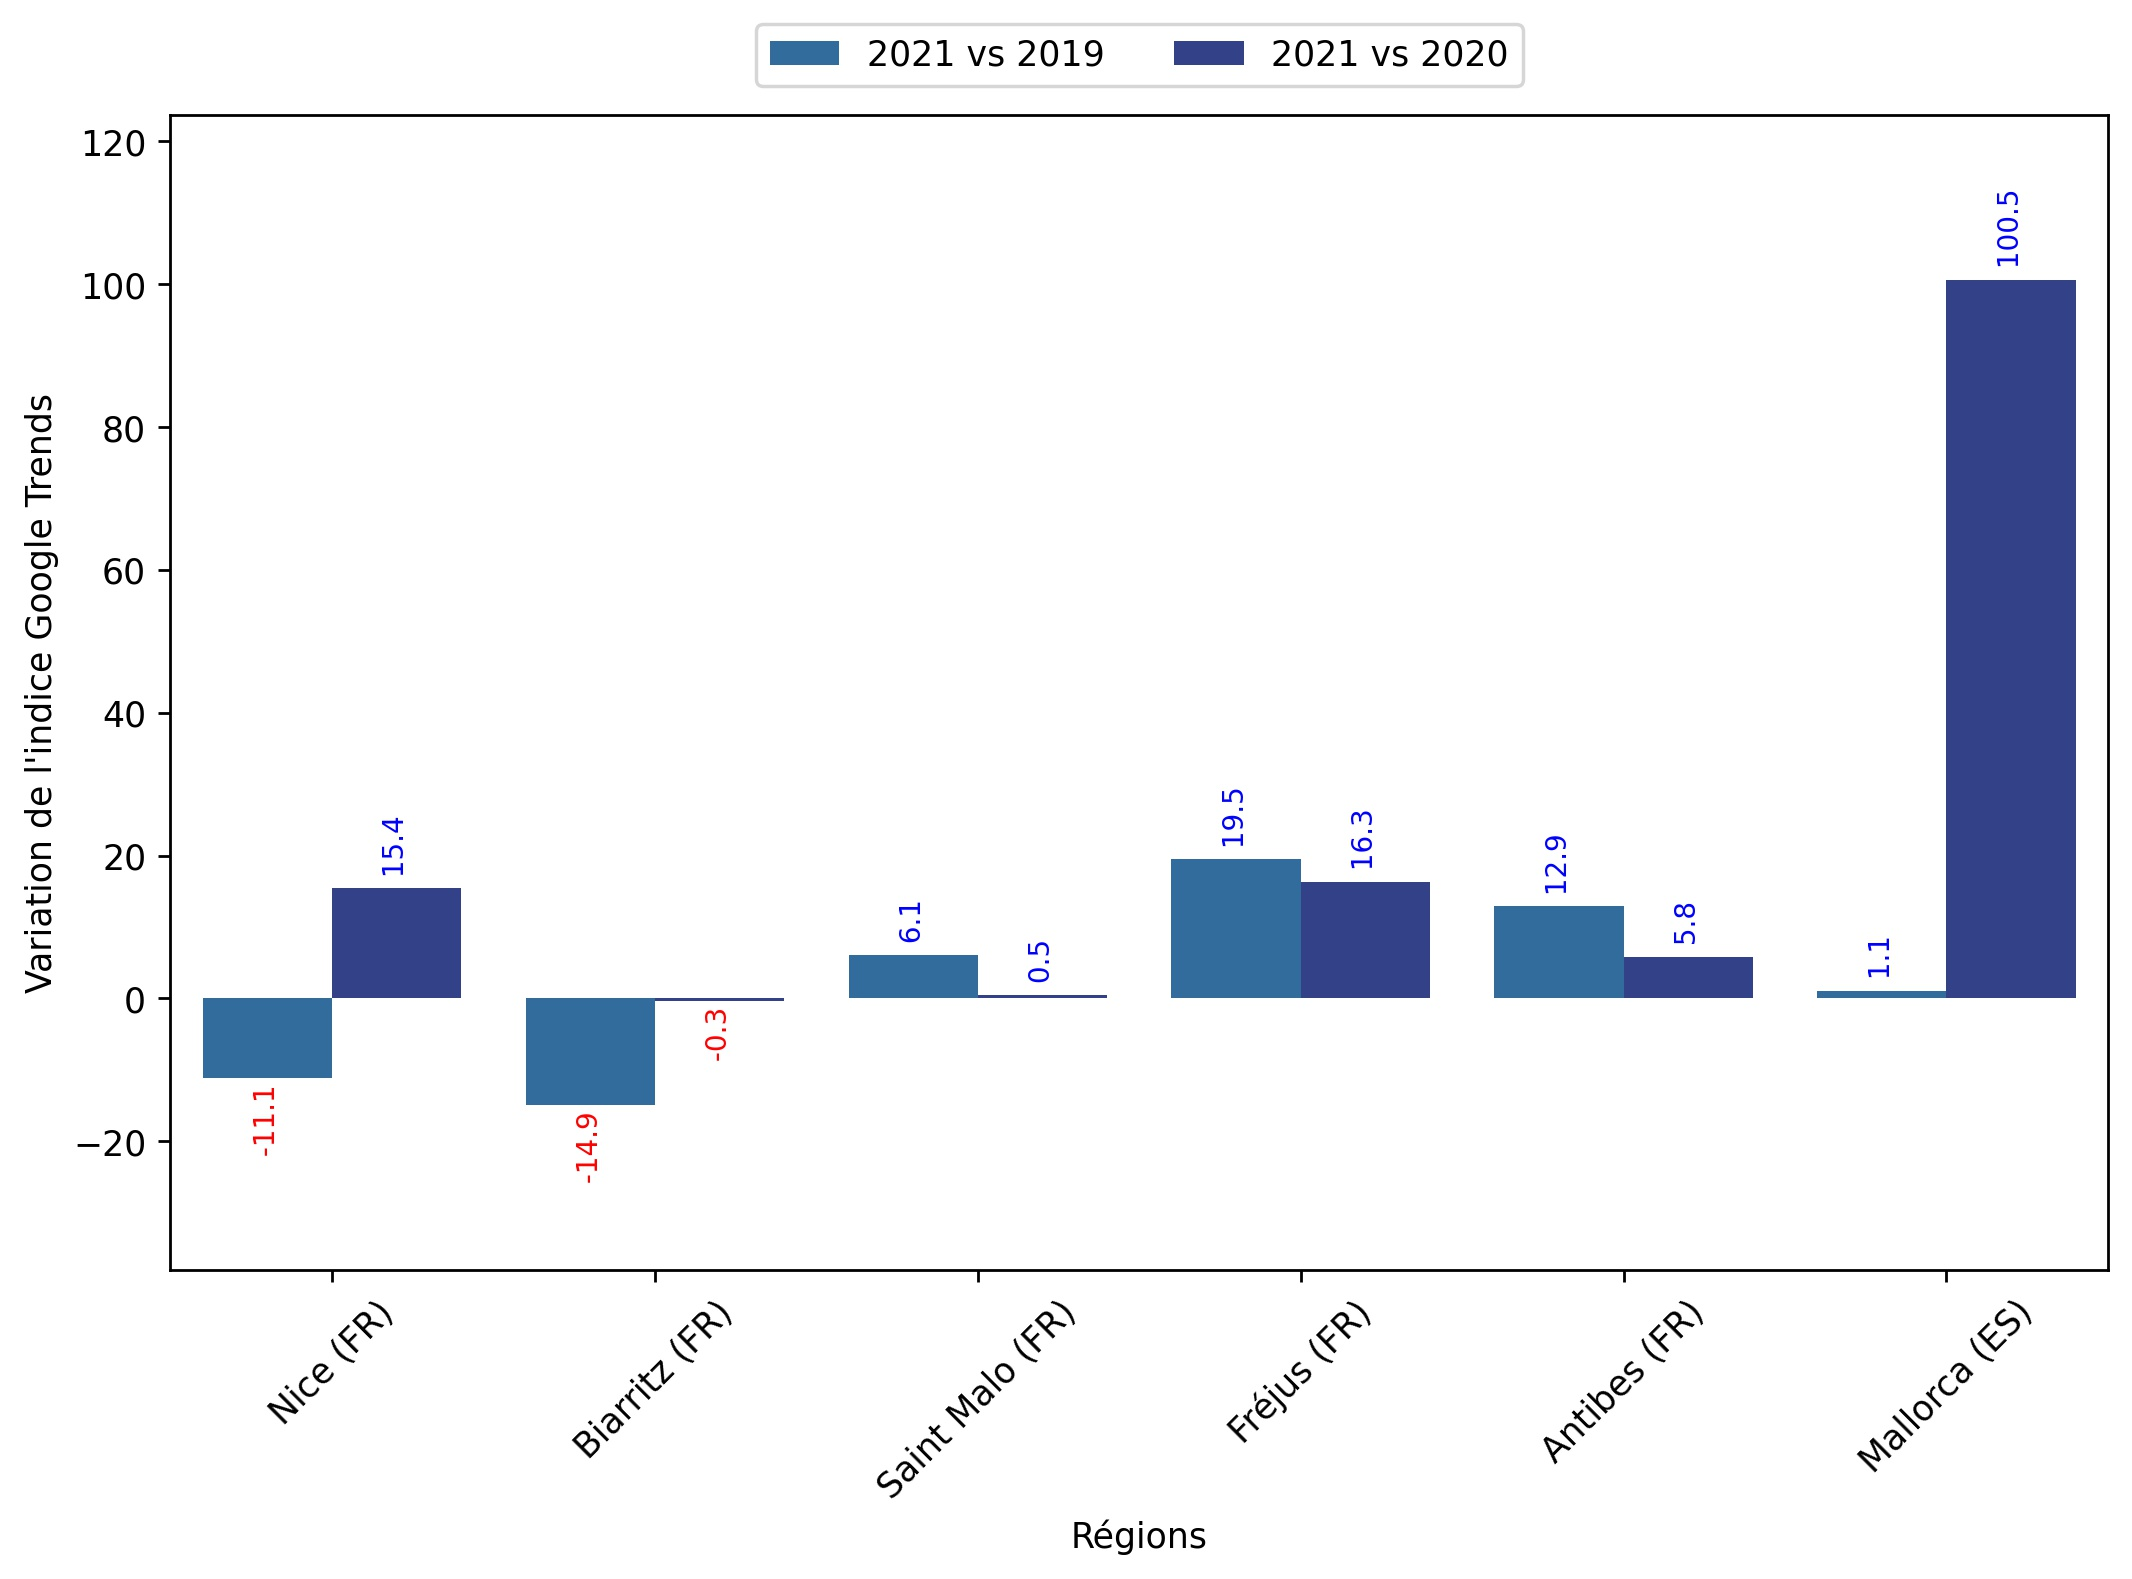 2021 vs 2019
2021 vs 2020
Variation de l'indice Google Trends
120
100
80
60
40
20
0
−20
-11.1
15.4
-14.9
-0.3
6.1
0.5
19.5
16.3
12.9
5.8
1.1
100.5
Nice (FR)
Biarritz (FR)
Saint Malo (FR)
Fréjus (FR)
Antibes (FR)
Mallorca (ES)
Régions